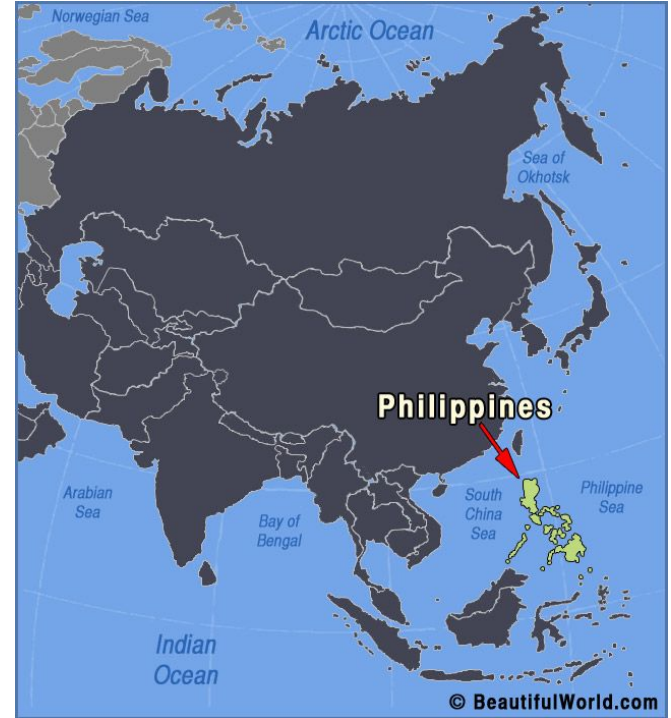 Norwegian Sea
Arctic Ocean
Sea of
Okhotsk
Philippines
Arabian
Sea
Bay of
Bengal
South
China
Sea
Philippine
Sea
Indian
Ocean
© BeautifulWorld.com